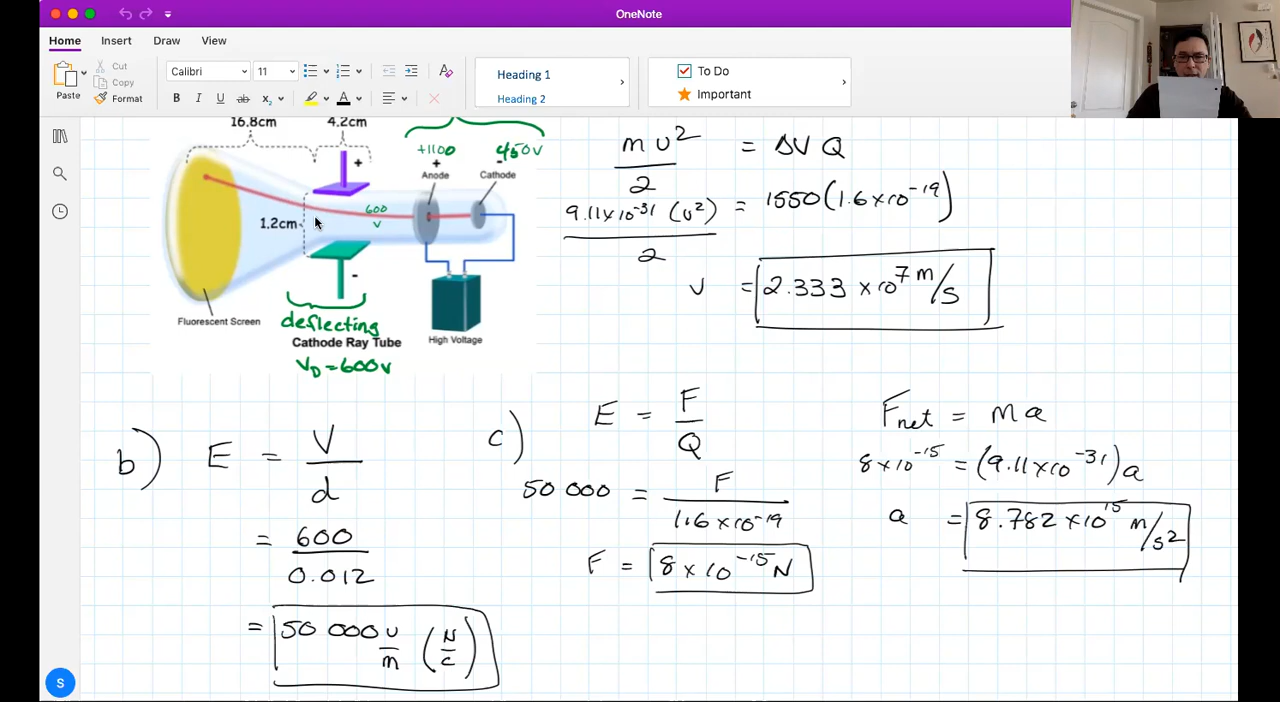 OneNote
Home Insert Draw View
Paste
Cut
Copy
Format
Calibri 11
B I U ab X₂ A
Heading 1
Heading 2
To Do
Important
16.8cm 4.2cm
+1100 450V
+ + -
Anode Cathode
600
V
1.2cm
-
Fluorescent Screen
deflecting
Cathode Ray Tube High Voltage
V_D = 600V
mv²/2 = ΔV Q
9.11×10⁻³¹ (v²)/2 = 1550(1.6×10⁻¹⁹)
v = 2.333 ×10⁷ m/s
b) E = V/d
= 600/0.012
= 50 000 V/m (N/C)
c) E = F/Q
50 000 = F/1.6×10⁻¹⁹
F = 8×10⁻¹⁵ N
Fnet = ma
8×10⁻¹⁵ = (9.11×10⁻³¹)a
a = 8.782 ×10¹⁵ m/s²
S